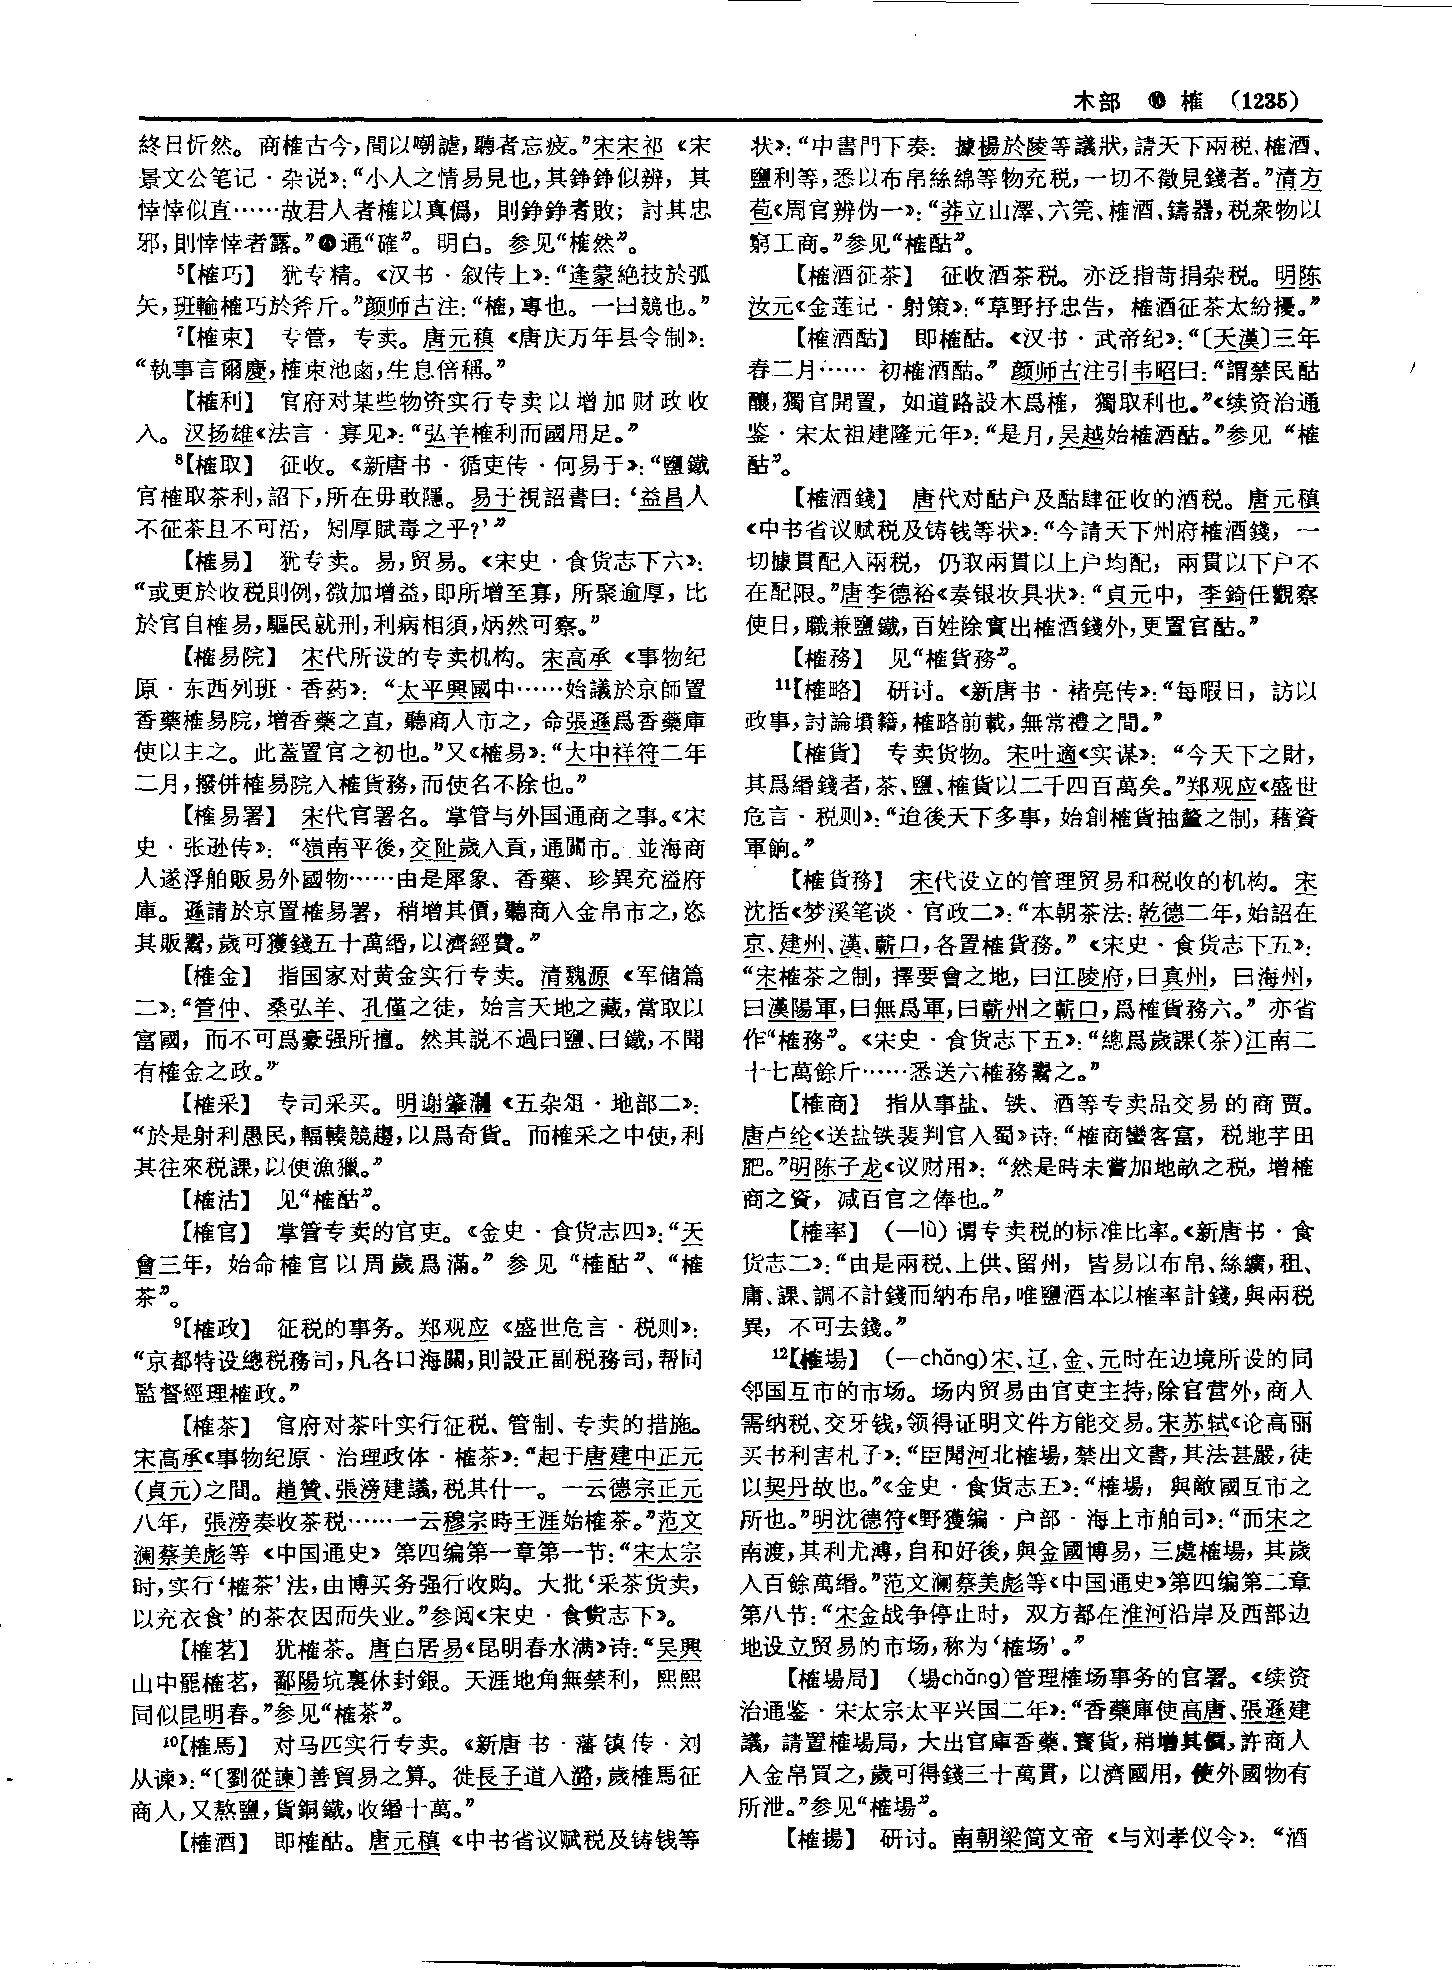 木部 ⑩ 榷 (1235)
終日忻然。商榷古今，間以嘲謔，聽者忘疲。”宋宋祁《宋
景文公笔记·杂说》：“小人之情易見也，其錚錚似辨，其
悻悻似直……故君人者榷以真僞，則錚錚者敗；討其忠
邪，則悻悻者露。”通“確”。明白。参见“榷然”。
⁵【榷巧】 犹专精。《汉书·叙传上》：“逢蒙絶技於弧
矢，班輸榷巧於斧斤。”颜师古注：“榷，專也。一曰競也。”
⁷【榷束】 专管，专卖。唐元稹《唐庆万年县令制》：
“執事言爾慶，榷束池鹵，生息倍稱。”
【榷利】 官府对某些物资实行专卖以增加财政收
入。汉扬雄《法言·寡见》：“弘羊榷利而國用足。”
⁸【榷取】 征收。《新唐书·循吏传·何易于》：“鹽鐵
官榷取茶利，詔下，所在毋敢隱。易于視詔書曰：‘益昌人
不征茶且不可活，矧厚賦毒之乎？’”
【榷易】 犹专卖。易，贸易。《宋史·食货志下六》：
“或更於收税則例，微加增益，即所增至寡，所聚逾厚，比
於官自榷易，驅民就刑，利病相須，炳然可察。”
【榷易院】 宋代所设的专卖机构。宋高承《事物纪
原·东西列班·香药》：“太平興國中……始議於京師置
香藥榷易院，增香藥之直，聽商人市之，命張遜爲香藥庫
使以主之。此蓋置官之初也。”又《榷易》：“大中祥符二年
二月，撥併榷易院入榷貨務，而使名不除也。”
【榷易署】 宋代官署名。掌管与外国通商之事。《宋
史·张逊传》：“嶺南平後，交阯歲入貢，通關市。並海商
人遂浮舶販易外國物……由是犀象、香藥、珍異充溢府
庫。遜請於京置榷易署，稍增其價，聽商入金帛市之，恣
其販鬻，歲可獲錢五十萬緡，以濟經費。”
【榷金】 指国家对黄金实行专卖。清魏源《军储篇
二》：“管仲、桑弘羊、孔僅之徒，始言天地之藏，當取以
富國，而不可爲豪强所擅。然其説不過曰鹽、曰鐵，不聞
有榷金之政。”
【榷采】 专司采买。明谢肇淛《五杂俎·地部二》：
“於是射利愚民，輻輳競趨，以爲奇貨。而榷采之中使，利
其往來税課，以便漁獵。”
【榷沽】 见“榷酤”。
【榷官】 掌管专卖的官吏。《金史·食货志四》：“天
會三年，始命榷官以周歲爲滿。”参见“榷酤”、“榷
茶”。
⁹【榷政】 征税的事务。郑观应《盛世危言·税则》：
“京都特设總税務司，凡各口海關，則設正副税務司，帮同
監督經理榷政。”
【榷茶】 官府对茶叶实行征税、管制、专卖的措施。
宋高承《事物纪原·治理政体·榷茶》：“起于唐建中正元
(貞元)之間。趙贊、張滂建議，税其什一。一云德宗正元
八年，張滂奏收茶税……一云穆宗時王涯始榷茶。”范文
澜蔡美彪等《中国通史》第四编第一章第一节：“宋太宗
时，实行‘榷茶’法，由博买务强行收购。大批‘采茶货卖，
以充衣食’的茶农因而失业。”参阅《宋史·食货志下》。
【榷茗】 犹榷茶。唐白居易《昆明春水满》诗：“吴興
山中罷榷茗，鄱陽坑裏休封銀。天涯地角無禁利，熙熙
同似昆明春。”参见“榷茶”。
¹⁰【榷馬】 对马匹实行专卖。《新唐书·藩镇传·刘
从谏》：“〔劉從諫〕善貿易之算。徙長子道入潞，歲榷馬征
商人，又熬鹽，貨銅鐵，收緡十萬。”
【榷酒】 即榷酤。唐元稹《中书省议赋税及铸钱等
状》：“中書門下奏：據楊於陵等議狀，請天下兩税、榷酒、
鹽利等，悉以布帛絲綿等物充税，一切不徵見錢者。”清方
苞《周官辨伪一》：“莽立山澤、六筦、榷酒、鑄器，税衆物以
窮工商。”参见“榷酤”。
【榷酒征茶】 征收酒茶税。亦泛指苛捐杂税。明陈
汝元《金莲记·射策》：“草野抒忠告，榷酒征茶太紛擾。”
【榷酒酤】 即榷酤。《汉书·武帝纪》：“〔天漢〕三年
春二月……初榷酒酤。”颜师古注引韦昭曰：“謂禁民酤
釀，獨官開置，如道路設木爲榷，獨取利也。”《续资治通
鉴·宋太祖建隆元年》：“是月，吴越始榷酒酤。”参见“榷
酤”。
【榷酒錢】 唐代对酤户及酤肆征收的酒税。唐元稹
《中书省议赋税及铸钱等状》：“今請天下州府榷酒錢，一
切據貫配入兩税，仍取兩貫以上户均配，兩貫以下户不
在配限。”唐李德裕《奏银妆具状》：“貞元中，李錡任觀察
使日，職兼鹽鐵，百姓除實出榷酒錢外，更置官酤。”
【榷務】 见“榷貨務”。
¹¹【榷略】 研讨。《新唐书·褚亮传》：“每暇日，訪以
政事，討論墳籍，榷略前載，無常禮之間。”
【榷貨】 专卖货物。宋叶適《实谋》：“今天下之財，
其爲緡錢者，茶、鹽、榷貨以二千四百萬矣。”郑观应《盛世
危言·税则》：“迨後天下多事，始創榷貨抽釐之制，藉資
軍餉。”
【榷貨務】 宋代设立的管理贸易和税收的机构。宋
沈括《梦溪笔谈·官政二》：“本朝茶法：乾德二年，始詔在
京、建州、漢、蘄口，各置榷貨務。”《宋史·食货志下五》：
“宋榷茶之制，擇要會之地，曰江陵府，曰真州，曰海州，
曰漢陽軍，曰無爲軍，曰蘄州之蘄口，爲榷貨務六。”亦省
作“榷務”。《宋史·食货志下五》：“總爲歲課(茶)江南二
十七萬餘斤……悉送六榷務鬻之。”
【榷商】 指从事盐、铁、酒等专卖品交易的商贾。
唐卢纶《送盐铁裴判官入蜀》诗：“榷商蠻客富，税地芋田
肥。”明陈子龙《议财用》：“然是時未嘗加地畝之税，增榷
商之資，减百官之俸也。”
【榷率】 (—lǜ) 谓专卖税的标准比率。《新唐书·食
货志二》：“由是兩税、上供、留州，皆易以布帛、絲纊，租、
庸、課、調不計錢而納布帛，唯鹽酒本以榷率計錢，與兩税
異，不可去錢。”
¹²【榷場】 (—chǎng)宋、辽、金、元时在边境所设的同
邻国互市的市场。场内贸易由官吏主持，除官营外，商人
需纳税、交牙钱，领得证明文件方能交易。宋苏轼《论高丽
买书利害札子》：“臣聞河北榷場，禁出文書，其法甚嚴，徒
以契丹故也。”《金史·食货志五》：“榷場，與敵國互市之
所也。”明沈德符《野獲编·户部·海上市舶司》：“而宋之
南渡，其利尤溥，自和好後，與金國博易，三處榷場，其歲
入百餘萬緡。”范文澜蔡美彪等《中国通史》第四编第二章
第八节：“宋金战争停止时，双方都在淮河沿岸及西部边
地设立贸易的市场，称为‘榷场’。”
【榷場局】 (場chǎng)管理榷场事务的官署。《续资
治通鉴·宋太宗太平兴国二年》：“香藥庫使高唐、張遜建
議，請置榷場局，大出官庫香藥、寶貨，稍增其價，許商人
入金帛買之，歲可得錢三十萬貫，以濟國用，使外國物有
所泄。”参见“榷場”。
【榷揚】 研讨。南朝梁简文帝《与刘孝仪令》：“酒